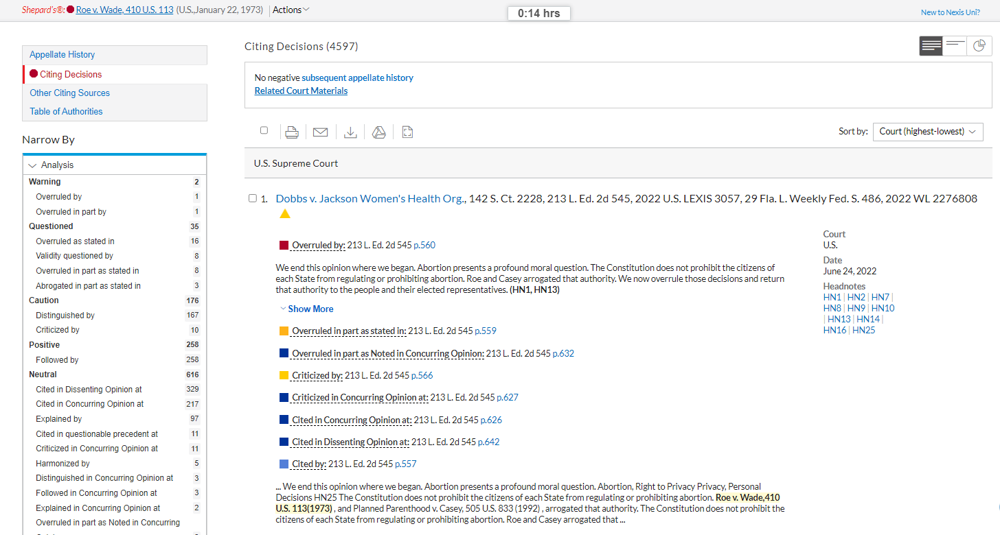 Shepard's®: Roe v. Wade, 410 U.S. 113 (U.S.,January 22, 1973) Actions
0:14 hrs
New to Nexis Uni?
Appellate History
Citing Decisions
Other Citing Sources
Table of Authorities
Narrow By
Analysis
Warning 2
Overruled by 1
Overruled in part by 1
Questioned 35
Overruled as stated in 16
Validity questioned by 8
Overruled in part as stated in 8
Abrogated in part as stated in 3
Caution 176
Distinguished by 167
Criticized by 10
Positive 258
Followed by 258
Neutral 616
Cited in Dissenting Opinion at 329
Cited in Concurring Opinion at 217
Explained by 97
Cited in questionable precedent at 11
Criticized in Concurring Opinion at 11
Harmonized by 5
Distinguished in Concurring Opinion at 3
Followed in Concurring Opinion at 3
Explained in Concurring Opinion at 2
Overruled in part as Noted in Concurring
Citing Decisions (4597)
No negative subsequent appellate history
Related Court Materials
Sort by: Court (highest-lowest)
U.S. Supreme Court
1. Dobbs v. Jackson Women's Health Org., 142 S. Ct. 2228, 213 L. Ed. 2d 545, 2022 U.S. LEXIS 3057, 29 Fla. L. Weekly Fed. S. 486, 2022 WL 2276808
Overruled by: 213 L. Ed. 2d 545 p.560
We end this opinion where we began. Abortion presents a profound moral question. The Constitution does not prohibit the citizens of
each State from regulating or prohibiting abortion. Roe and Casey arrogated that authority. We now overrule those decisions and return
that authority to the people and their elected representatives. (HN1, HN13)
Show More
Overruled in part as stated in: 213 L. Ed. 2d 545 p.559
Overruled in part as Noted in Concurring Opinion: 213 L. Ed. 2d 545 p.632
Criticized by: 213 L. Ed. 2d 545 p.566
Criticized in Concurring Opinion at: 213 L. Ed. 2d 545 p.627
Cited in Concurring Opinion at: 213 L. Ed. 2d 545 p.626
Cited in Dissenting Opinion at: 213 L. Ed. 2d 545 p.642
Cited by: 213 L. Ed. 2d 545 p.557
... We end this opinion where we began. Abortion presents a profound moral question. Abortion, Right to Privacy Privacy, Personal
Decisions HN25 The Constitution does not prohibit the citizens of each State from regulating or prohibiting abortion. Roe v. Wade,410
U.S. 113(1973) , and Planned Parenthood v. Casey, 505 U.S. 833 (1992) , arrogated that authority. The Constitution does not prohibit the
citizens of each State from regulating or prohibiting abortion. Roe and Casey arrogated that ...
Court
U.S.
Date
June 24, 2022
Headnotes
HN1 | HN2 | HN7 |
HN8 | HN9 | HN10
| HN13 | HN14 |
HN16 | HN25